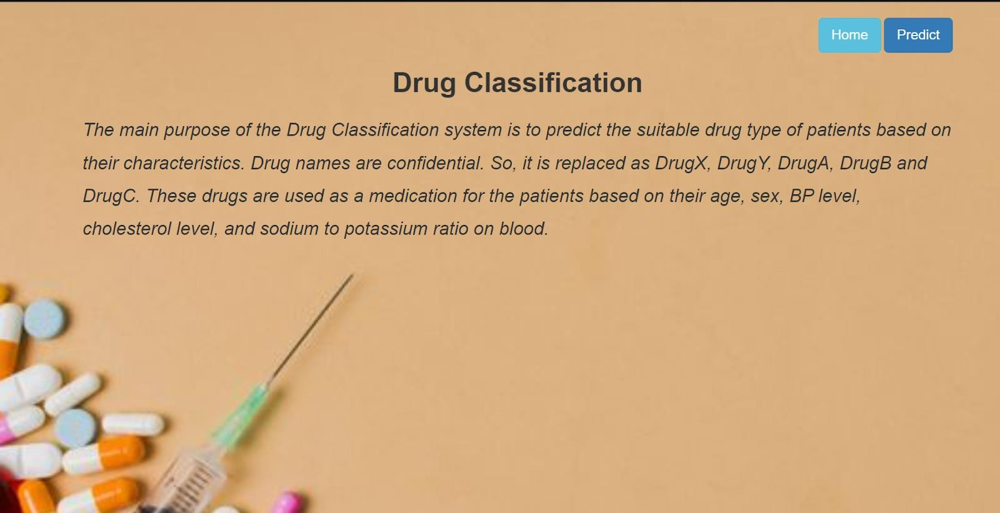 Home Predict
Drug Classification
The main purpose of the Drug Classification system is to predict the suitable drug type of patients based on
their characteristics. Drug names are confidential. So, it is replaced as DrugX, DrugY, DrugA, DrugB and
DrugC. These drugs are used as a medication for the patients based on their age, sex, BP level,
cholesterol level, and sodium to potassium ratio on blood.